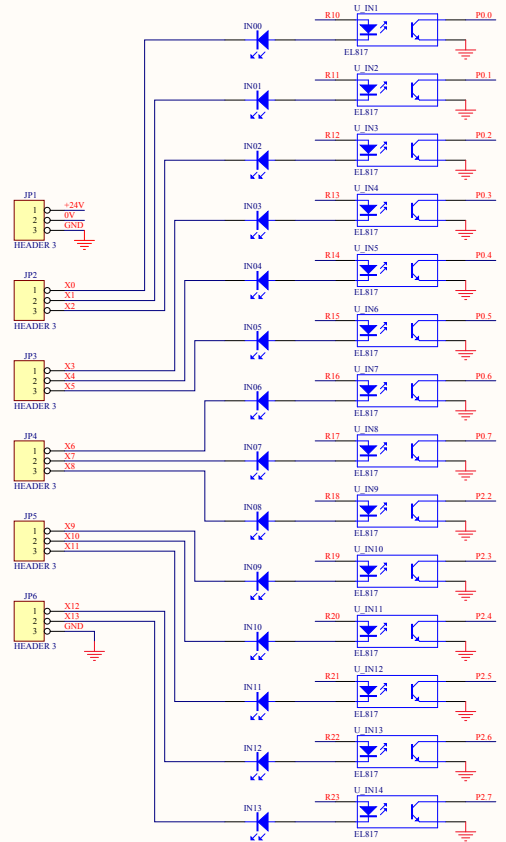 JP1
1 +24V
2 0V
3 GND
HEADER 3
JP2
1 X0
2 X1
3 X2
HEADER 3
JP3
1 X3
2 X4
3 X5
HEADER 3
JP4
1 X6
2 X7
3 X8
HEADER 3
JP5
1 X9
2 X10
3 X11
HEADER 3
JP6
1 X12
2 X13
3 GND
HEADER 3
IN00
IN01
IN02
IN03
IN04
IN05
IN06
IN07
IN08
IN09
IN10
IN11
IN12
IN13
U_IN1
R10 P0.0
EL817
U_IN2
R11 P0.1
EL817
U_IN3
R12 P0.2
EL817
U_IN4
R13 P0.3
EL817
U_IN5
R14 P0.4
EL817
U_IN6
R15 P0.5
EL817
U_IN7
R16 P0.6
EL817
U_IN8
R17 P0.7
EL817
U_IN9
R18 P2.2
EL817
U_IN10
R19 P2.3
EL817
U_IN11
R20 P2.4
EL817
U_IN12
R21 P2.5
EL817
U_IN13
R22 P2.6
EL817
U_IN14
R23 P2.7
EL817